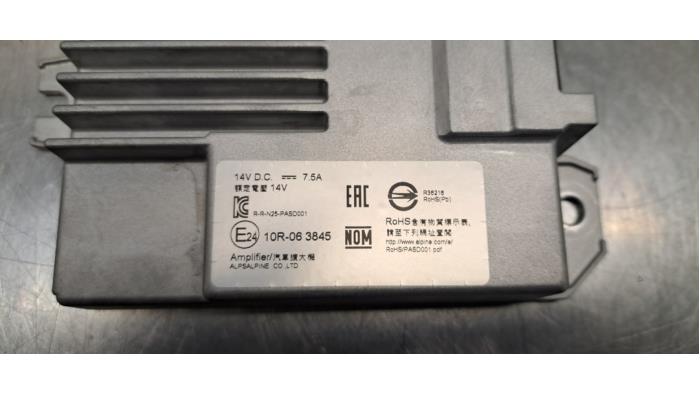 14V D.C. ⎓ 7.5A
額定電壓 14V
R-R-N25-PASD001
E24 10R-06 3845
Amplifier/汽車擴大機
ALPSALPINE CO.,LTD
EAC
NOM
R36216
RoHS(Pb)
RoHS含有物質標示表,
請至下列網址查閱
http://www.alpine.com/e/
RoHS/PASD001.pdf